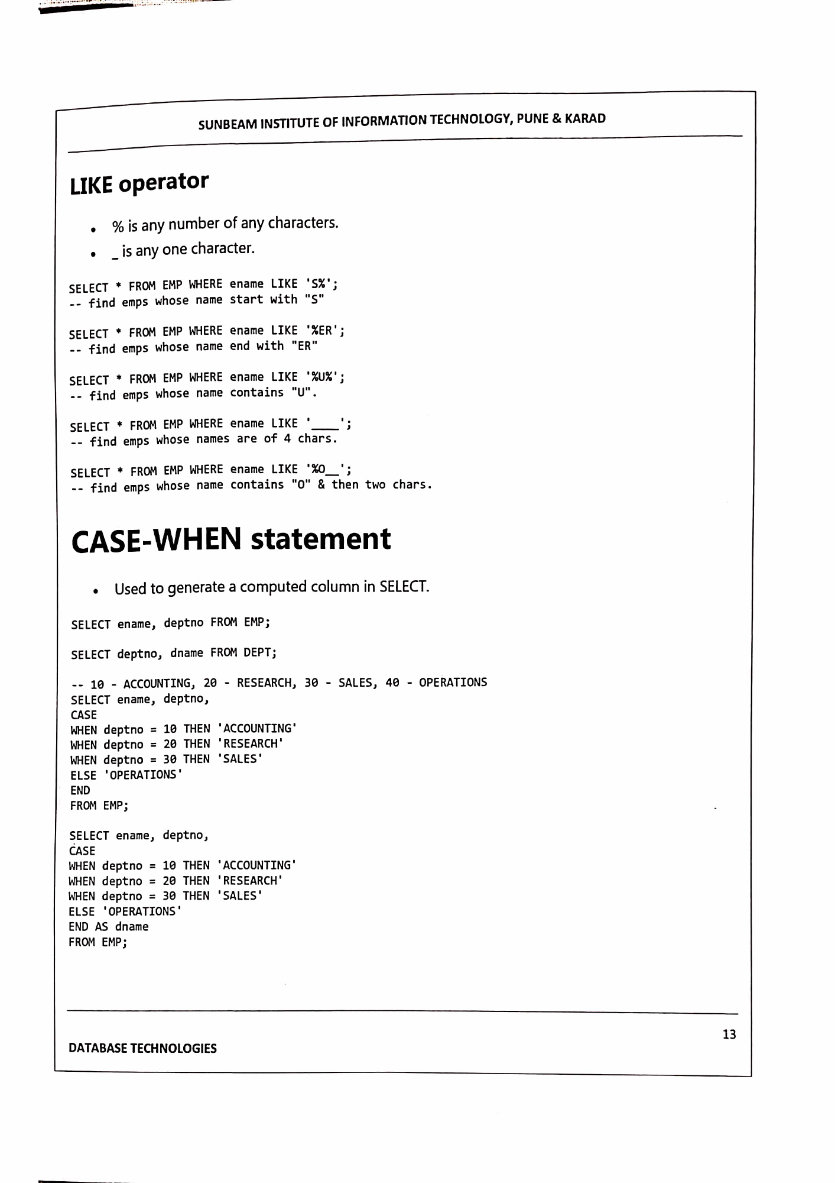 SUNBEAM INSTITUTE OF INFORMATION TECHNOLOGY, PUNE & KARAD
LIKE operator
• % is any number of any characters.
• _ is any one character.
SELECT * FROM EMP WHERE ename LIKE 'S%';
-- find emps whose name start with "S"
SELECT * FROM EMP WHERE ename LIKE '%ER';
-- find emps whose name end with "ER"
SELECT * FROM EMP WHERE ename LIKE '%U%';
-- find emps whose name contains "U".
SELECT * FROM EMP WHERE ename LIKE '____';
-- find emps whose names are of 4 chars.
SELECT * FROM EMP WHERE ename LIKE '%O__';
-- find emps whose name contains "O" & then two chars.
CASE-WHEN statement
• Used to generate a computed column in SELECT.
SELECT ename, deptno FROM EMP;
SELECT deptno, dname FROM DEPT;
-- 10 - ACCOUNTING, 20 - RESEARCH, 30 - SALES, 40 - OPERATIONS
SELECT ename, deptno,
CASE
WHEN deptno = 10 THEN 'ACCOUNTING'
WHEN deptno = 20 THEN 'RESEARCH'
WHEN deptno = 30 THEN 'SALES'
ELSE 'OPERATIONS'
END
FROM EMP;
SELECT ename, deptno,
CASE
WHEN deptno = 10 THEN 'ACCOUNTING'
WHEN deptno = 20 THEN 'RESEARCH'
WHEN deptno = 30 THEN 'SALES'
ELSE 'OPERATIONS'
END AS dname
FROM EMP;
13
DATABASE TECHNOLOGIES